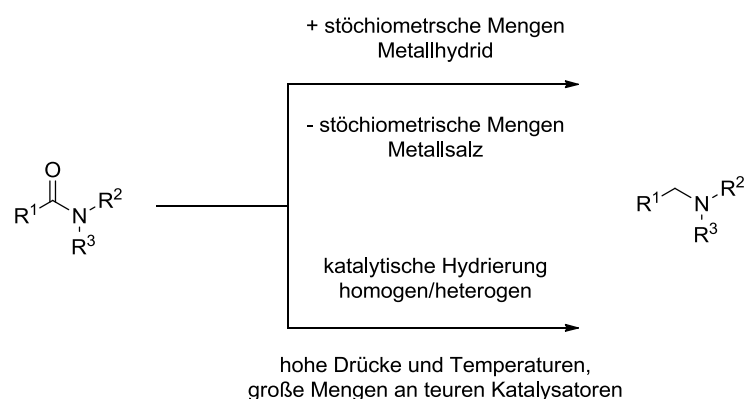 + stöchiometrsche Mengen
Metallhydrid
- stöchiometrische Mengen
Metallsalz
O
R¹ N R²
R³
R¹ N R²
R³
katalytische Hydrierung
homogen/heterogen
hohe Drücke und Temperaturen,
große Mengen an teuren Katalysatoren